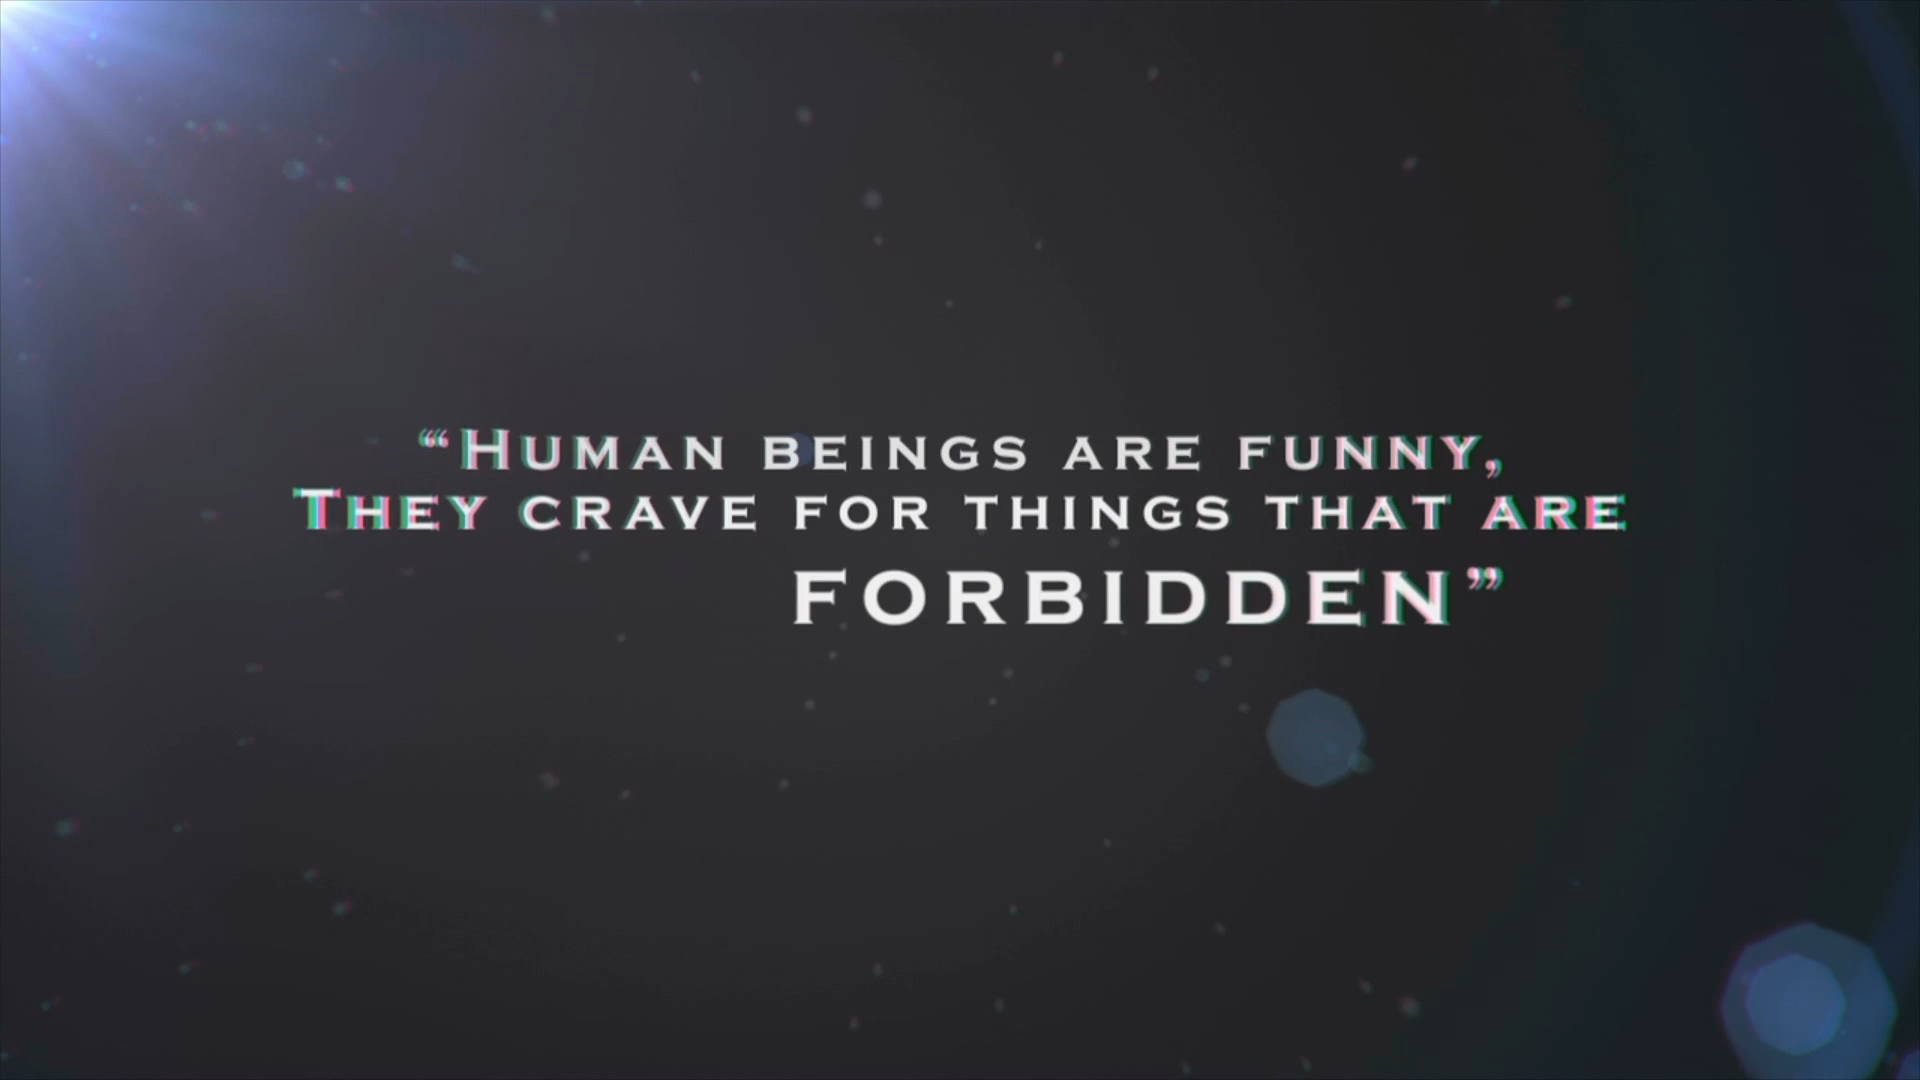 “‘Human beings are funny,
They crave for things that are
FORBIDDEN”